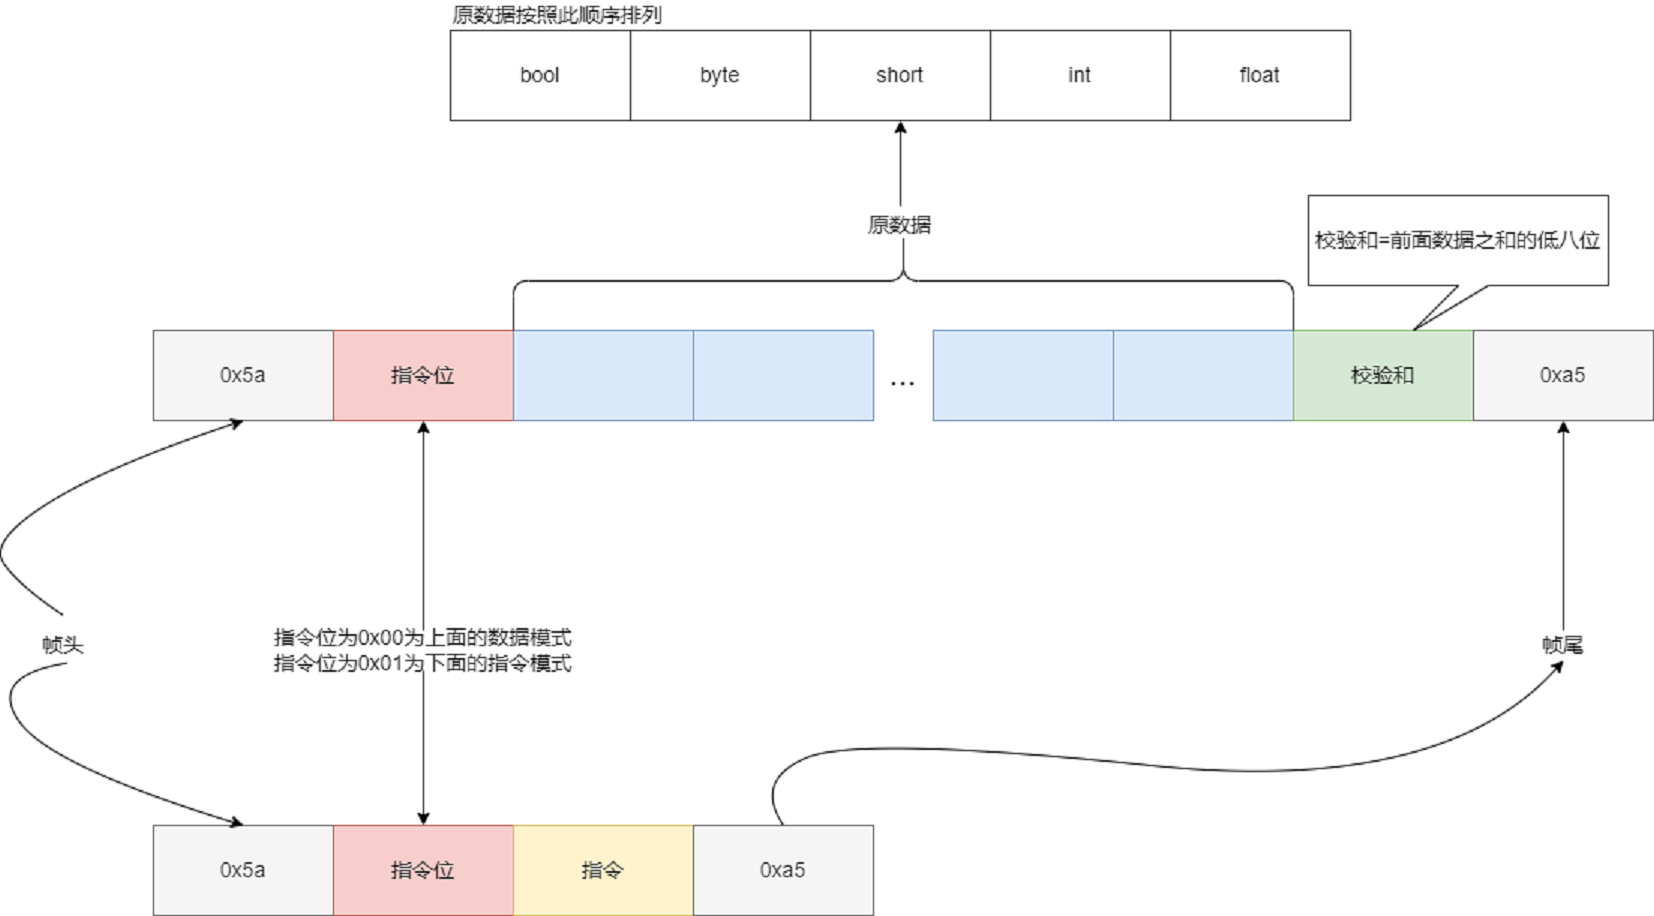 原数据按照此顺序排列
bool
byte
short
int
float
原数据
校验和=前面数据之和的低八位
0x5a
指令位
...
校验和
0xa5
帧头
指令位为0x00为上面的数据模式
指令位为0x01为下面的指令模式
帧尾
0x5a
指令位
指令
0xa5